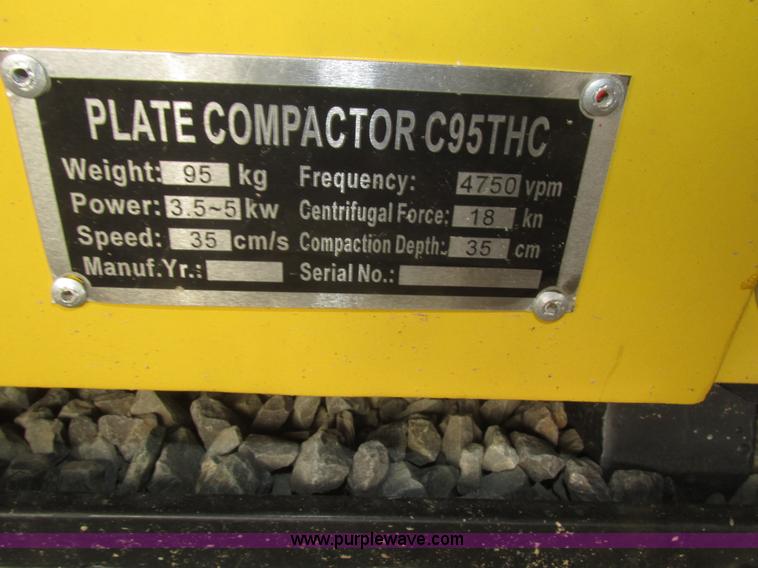 PLATE COMPACTOR C95THC
Weight: 95 kg Frequency: 4750 vpm
Power: 3.5~5 kw Centrifugal Force: 18 kn
Speed: 35 cm/s Compaction Depth: 35 cm
Manuf.Yr.: Serial No.:
www.purplewave.com